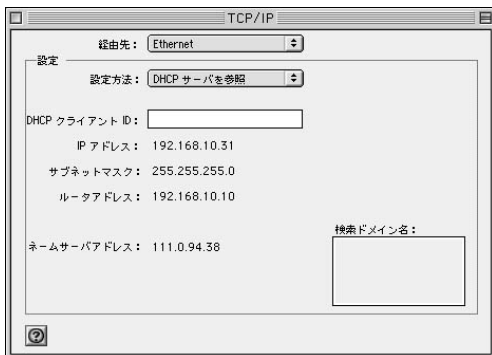 TCP/IP
経由先： Ethernet
設定
設定方法： DHCP サーバを参照
DHCP クライアント ID：
IP アドレス： 192.168.10.31
サブネットマスク： 255.255.255.0
ルータアドレス： 192.168.10.10
検索ドメイン名：
ネームサーバアドレス： 111.0.94.38
?